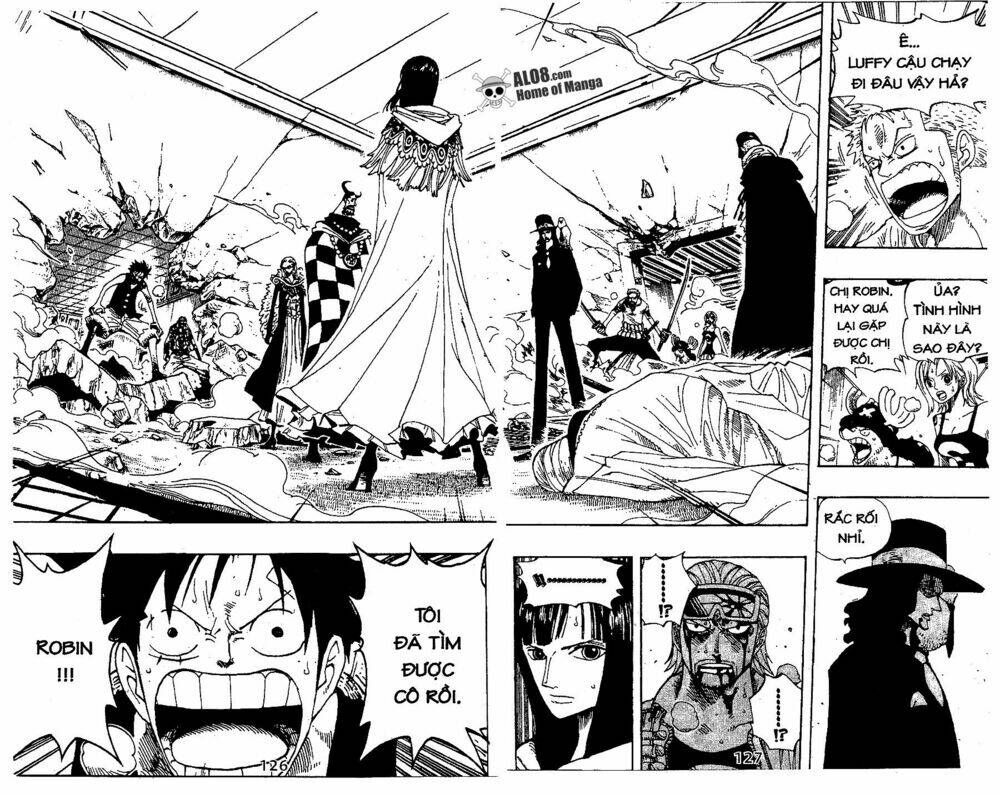 Ê...
LUFFY CẬU CHẠY
ĐI ĐÂU VẬY HẢ?
ỦA?
TÌNH HÌNH
NÀY LÀ
SAO ĐÂY?
CHỊ ROBIN.
HAY QUÁ
LẠI GẶP
ĐƯỢC CHỊ
RỒI.
RẮC RỐI
NHỈ.
.........
!?
.........
!?
.............
TÔI
ĐÃ TÌM
ĐƯỢC
CÔ RỒI.
ROBIN
!!!
ALO8.com
Home of Manga
126
127